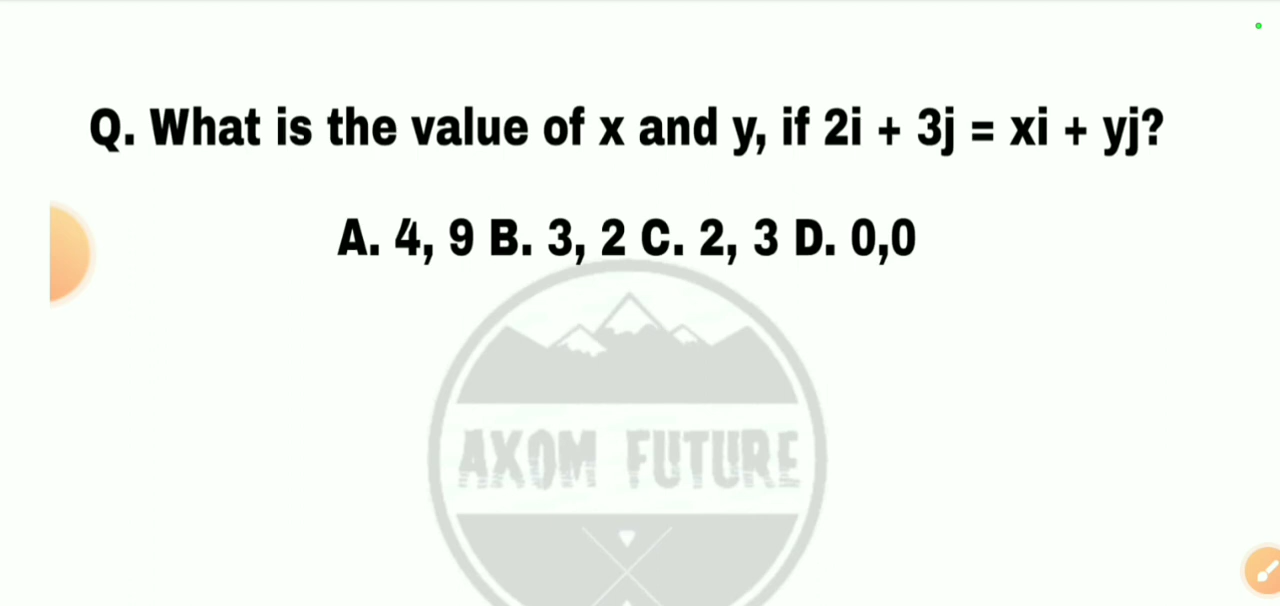 Q. What is the value of x and y, if 2i + 3j = xi + yj?
A. 4, 9 B. 3, 2 C. 2, 3 D. 0,0
AXOM FUTURE